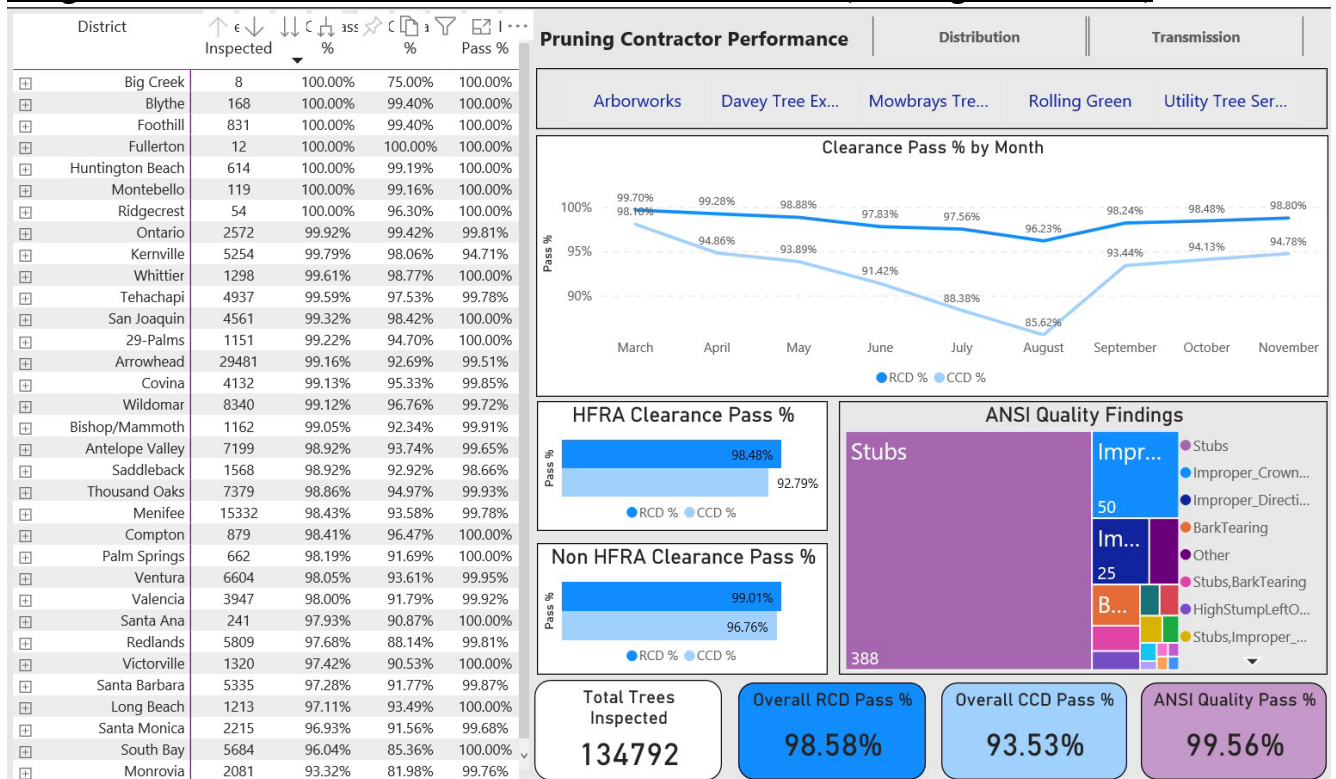 District
Inspected % % Pass %
Big Creek 8 100.00% 75.00% 100.00%
Blythe 168 100.00% 99.40% 100.00%
Foothill 831 100.00% 99.40% 100.00%
Fullerton 12 100.00% 100.00% 100.00%
Huntington Beach 614 100.00% 99.19% 100.00%
Montebello 119 100.00% 99.16% 100.00%
Ridgecrest 54 100.00% 96.30% 100.00%
Ontario 2572 99.92% 99.42% 99.81%
Kernville 5254 99.79% 98.06% 94.71%
Whittier 1298 99.61% 98.77% 100.00%
Tehachapi 4937 99.59% 97.53% 99.78%
San Joaquin 4561 99.32% 98.42% 100.00%
29-Palms 1151 99.22% 94.70% 100.00%
Arrowhead 29481 99.16% 92.69% 99.51%
Covina 4132 99.13% 95.33% 99.85%
Wildomar 8340 99.12% 96.76% 99.72%
Bishop/Mammoth 1162 99.05% 92.34% 99.91%
Antelope Valley 7199 98.92% 93.74% 99.65%
Saddleback 1568 98.92% 92.92% 98.66%
Thousand Oaks 7379 98.86% 94.97% 99.93%
Menifee 15332 98.43% 93.58% 99.78%
Compton 879 98.41% 96.47% 100.00%
Palm Springs 662 98.19% 91.69% 100.00%
Ventura 6604 98.05% 93.61% 99.95%
Valencia 3947 98.00% 91.79% 99.92%
Santa Ana 241 97.93% 90.87% 100.00%
Redlands 5809 97.68% 88.14% 99.81%
Victorville 1320 97.42% 90.53% 100.00%
Santa Barbara 5335 97.28% 91.77% 99.87%
Long Beach 1213 97.11% 93.49% 100.00%
Santa Monica 2215 96.93% 91.56% 99.68%
South Bay 5684 96.04% 85.36% 100.00%
Monrovia 2081 93.32% 81.98% 99.76%
Pruning Contractor Performance
Distribution
Transmission
Arborworks
Davey Tree Ex...
Mowbrays Tre...
Rolling Green
Utility Tree Ser...
Clearance Pass % by Month
Pass %
100%
95%
90%
99.70% 99.28% 98.88% 97.83% 97.56% 96.23% 98.24% 98.48% 98.80%
98.10% 94.86% 93.89% 91.42% 88.38% 85.62% 93.44% 94.13% 94.78%
March April May June July August September October November
RCD % CCD %
HFRA Clearance Pass %
Pass %
98.48%
92.79%
RCD % CCD %
Non HFRA Clearance Pass %
Pass %
99.01%
96.76%
RCD % CCD %
ANSI Quality Findings
Stubs
388
Impr...
50
Im...
25
B...
Stubs
Improper_Crown...
Improper_Directi...
BarkTearing
Other
Stubs,BarkTearing
HighStumpLeftO...
Stubs,Improper_...
Total Trees
Inspected
134792
Overall RCD Pass %
98.58%
Overall CCD Pass %
93.53%
ANSI Quality Pass %
99.56%